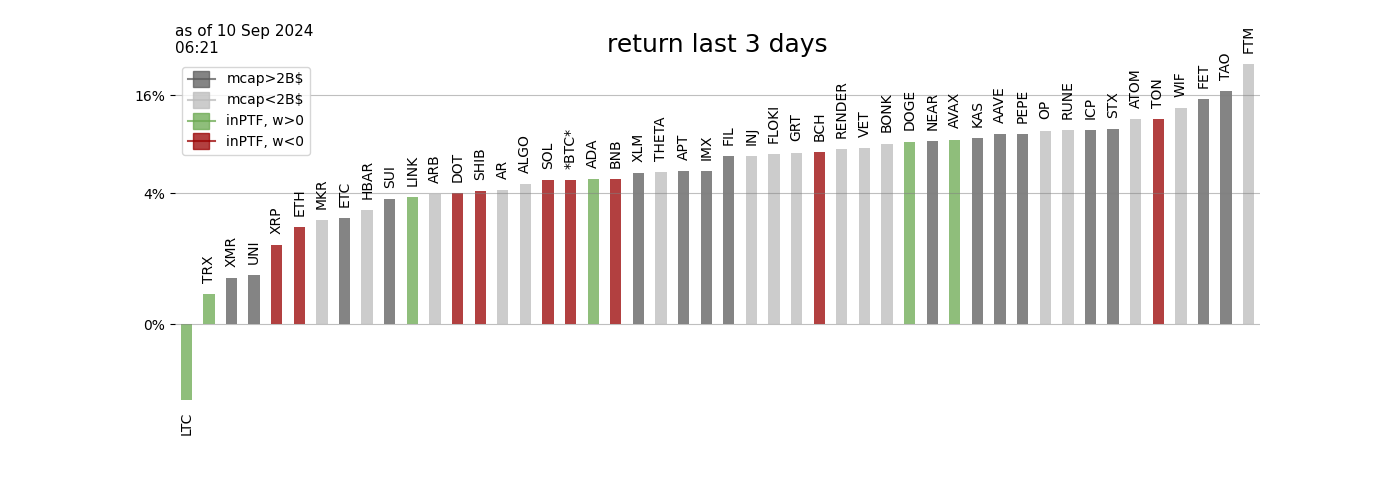 as of 10 Sep 2024
06:21
return last 3 days
mcap>2B$
mcap<2B$
inPTF, w>0
inPTF, w<0
16%
4%
0%
LTC
TRX
XMR
UNI
XRP
ETH
MKR
ETC
HBAR
SUI
LINK
ARB
DOT
SHIB
AR
ALGO
SOL
*BTC*
ADA
BNB
XLM
THETA
APT
IMX
FIL
INJ
FLOKI
GRT
BCH
RENDER
VET
BONK
DOGE
NEAR
AVAX
KAS
AAVE
PEPE
OP
RUNE
ICP
STX
ATOM
TON
WIF
FET
TAO
FTM